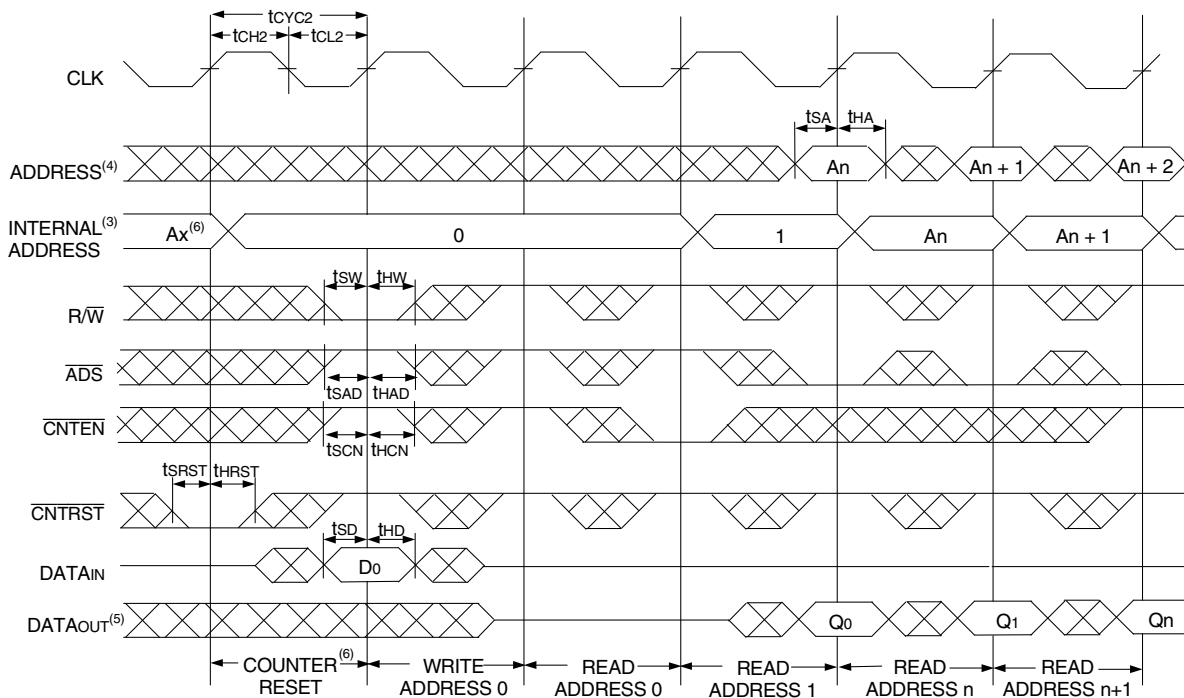 tCYC2
tCH2 tCL2
CLK
tSA tHA
ADDRESS(4) An An + 1 An + 2
INTERNAL(3) ADDRESS Ax(6) 0 1 An An + 1
tSW tHW
R/W̅
A̅D̅S̅
tSAD tHAD
C̅N̅T̅E̅N̅
tSCN tHCN
tSRST tHRST
C̅N̅T̅R̅S̅T̅
tSD tHD
DATAIN D0
DATAOUT(5) Q0 Q1 Qn
COUNTER(6) RESET
WRITE ADDRESS 0
READ ADDRESS 0
READ ADDRESS 1
READ ADDRESS n
READ ADDRESS n+1